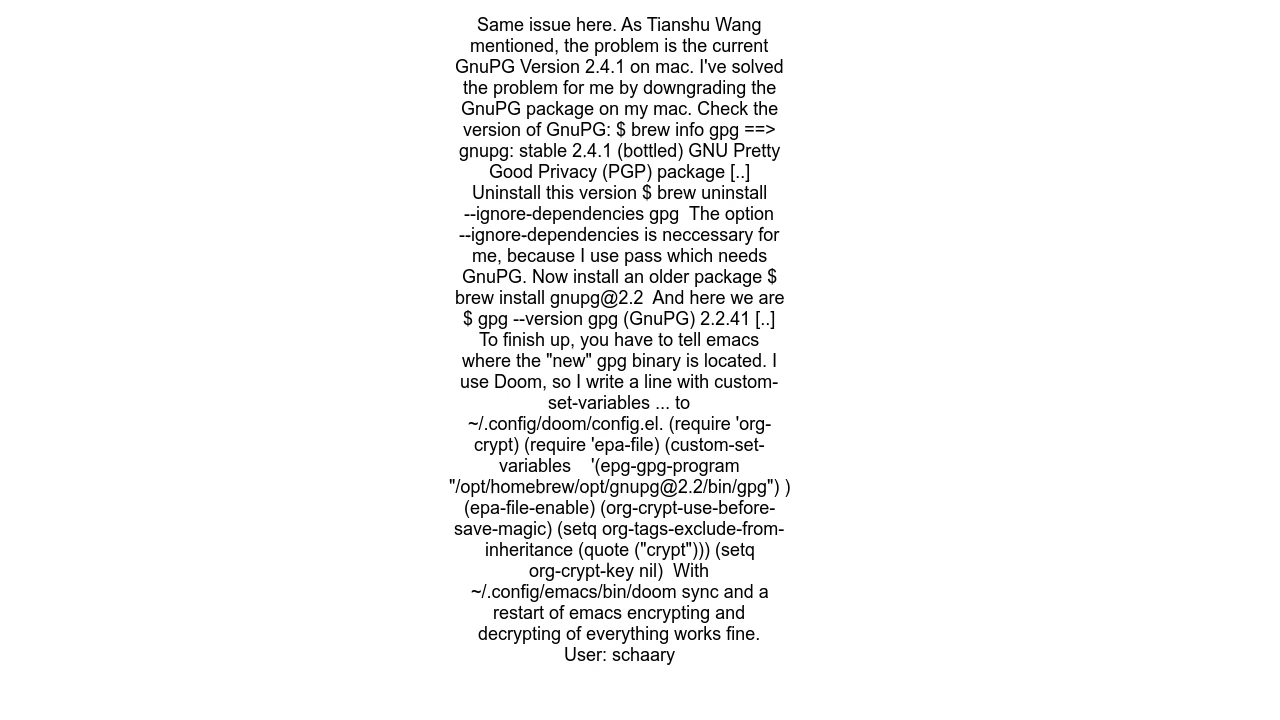 Same issue here. As Tianshu Wang
mentioned, the problem is the current
GnuPG Version 2.4.1 on mac. I've solved
the problem for me by downgrading the
GnuPG package on my mac. Check the
version of GnuPG: $ brew info gpg ==>
gnupg: stable 2.4.1 (bottled) GNU Pretty
Good Privacy (PGP) package [..]
Uninstall this version $ brew uninstall
--ignore-dependencies gpg  The option
--ignore-dependencies is neccessary for
me, because I use pass which needs
GnuPG. Now install an older package $
brew install gnupg@2.2  And here we are
$ gpg --version gpg (GnuPG) 2.2.41 [..]
To finish up, you have to tell emacs
where the "new" gpg binary is located. I
use Doom, so I write a line with custom-
set-variables ... to
~/.config/doom/config.el. (require 'org-
crypt) (require 'epa-file) (custom-set-
variables    '(epg-gpg-program
"/opt/homebrew/opt/gnupg@2.2/bin/gpg") )
(epa-file-enable) (org-crypt-use-before-
save-magic) (setq org-tags-exclude-from-
inheritance (quote ("crypt"))) (setq
org-crypt-key nil)  With
~/.config/emacs/bin/doom sync and a
restart of emacs encrypting and
decrypting of everything works fine.
User: schaary